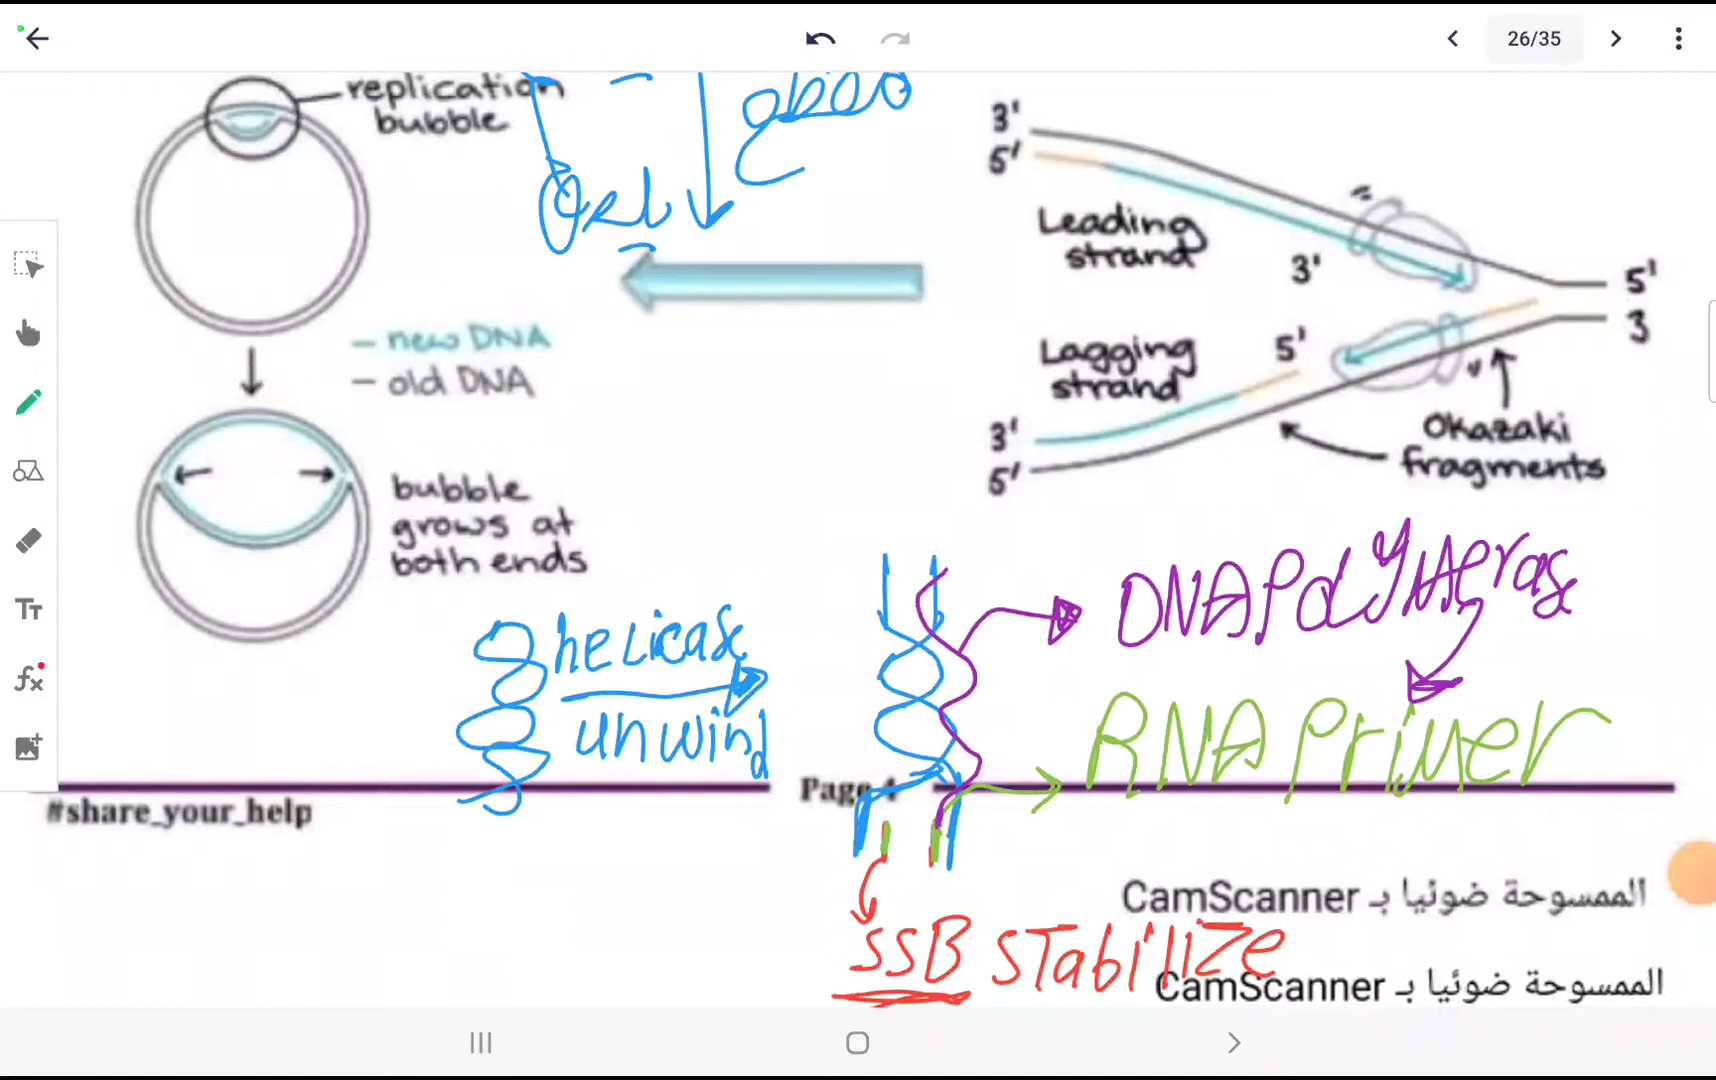 26/35
replication
bubble
3'
5'
Leading
strand
3'
5'
3
new DNA
old DNA
Lagging
strand
5'
3'
5'
Okazaki
fragments
bubble
grows at
both ends
helicase
unwind
DNA Polymerase
RNA Primer
Page 4
#share_your_help
الممسوحة ضوئيا بـ CamScanner
SSB STabiliZe
الممسوحة ضوئيا بـ CamScanner